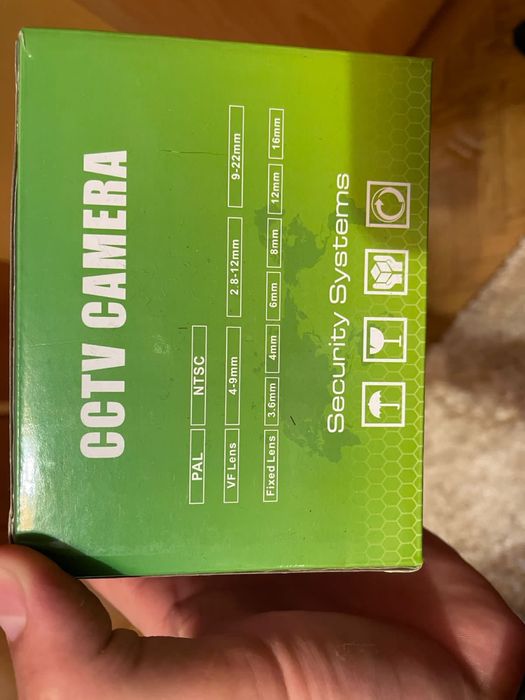 CCTV CAMERA
PAL NTSC
VF Lens 4-9mm 2.8-12mm 9-22mm
Fixed Lens 3.6mm 4mm 6mm 8mm 12mm 16mm
Security Systems